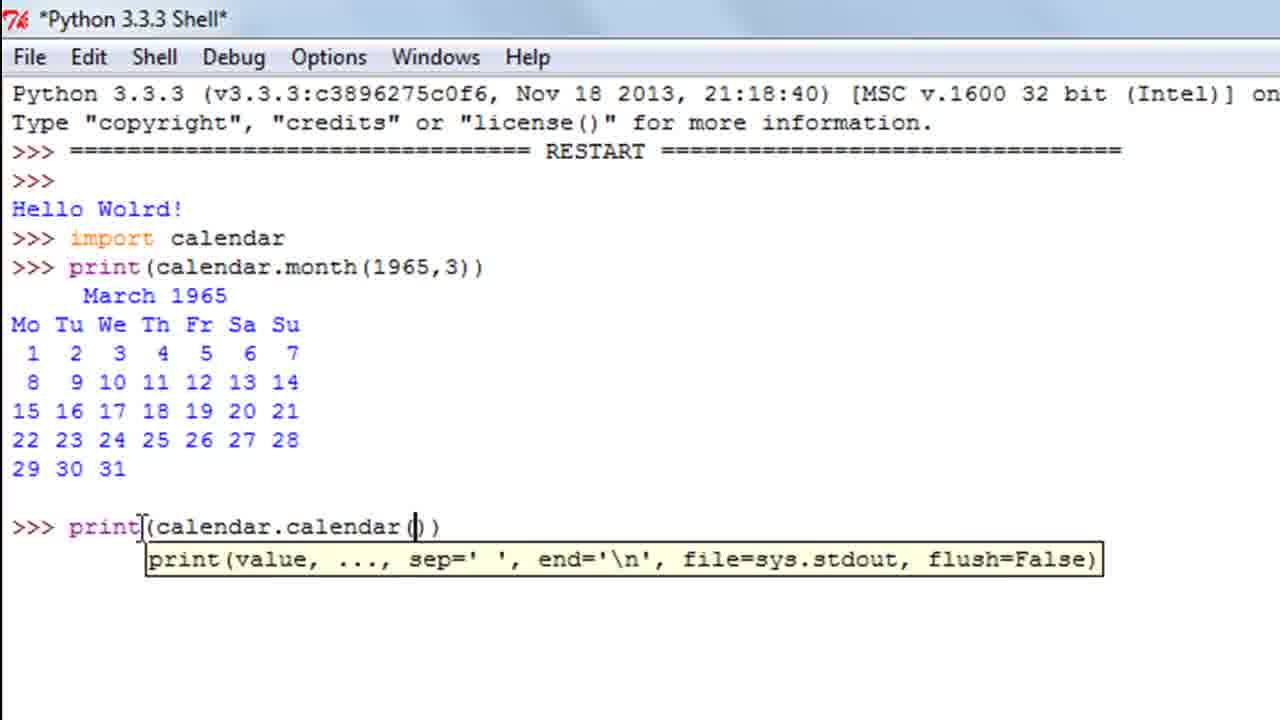 *Python 3.3.3 Shell*
File Edit Shell Debug Options Windows Help
Python 3.3.3 (v3.3.3:c3896275c0f6, Nov 18 2013, 21:18:40) [MSC v.1600 32 bit (Intel)] on
Type "copyright", "credits" or "license()" for more information.
>>> ================================ RESTART ================================
>>>
Hello Wolrd!
>>> import calendar
>>> print(calendar.month(1965,3))
     March 1965
Mo Tu We Th Fr Sa Su
 1  2  3  4  5  6  7
 8  9 10 11 12 13 14
15 16 17 18 19 20 21
22 23 24 25 26 27 28
29 30 31
>>> print(calendar.calendar())
print(value, ..., sep=' ', end='\n', file=sys.stdout, flush=False)